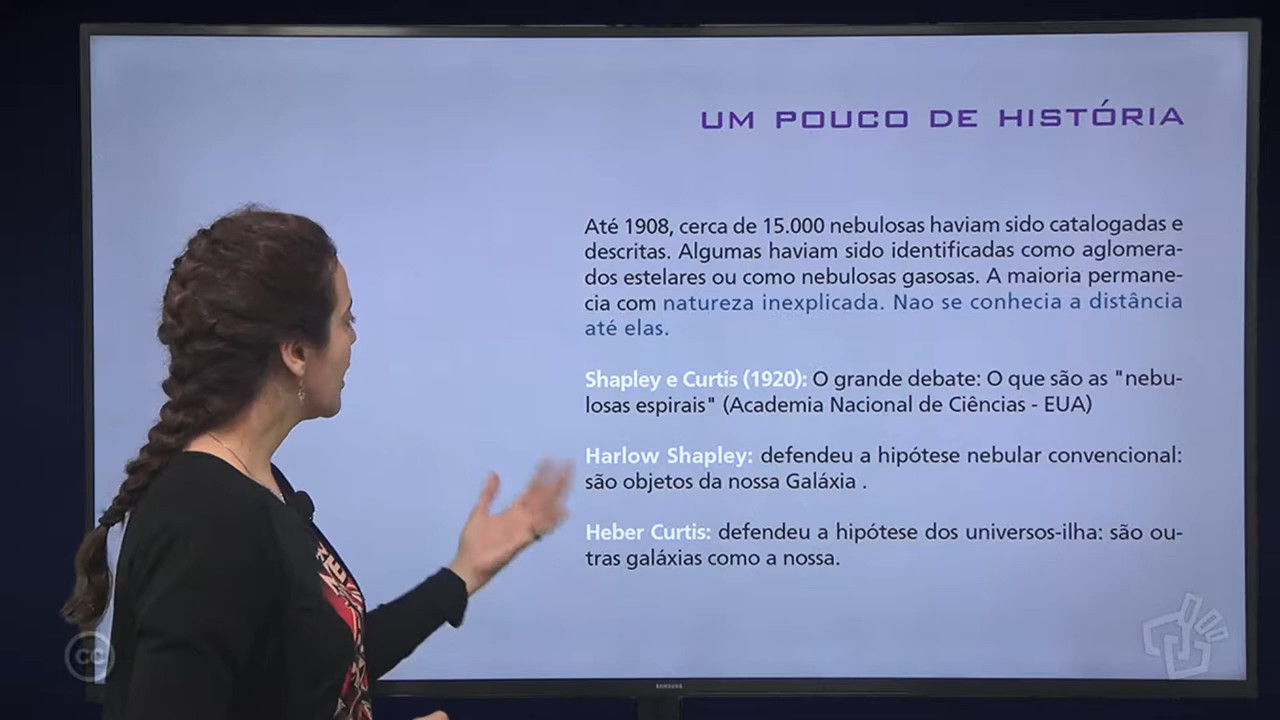 UM POUCO DE HISTÓRIA
Até 1908, cerca de 15.000 nebulosas haviam sido catalogadas e
descritas. Algumas haviam sido identificadas como aglomera-
dos estelares ou como nebulosas gasosas. A maioria permane-
cia com natureza inexplicada. Nao se conhecia a distância
até elas.
Shapley e Curtis (1920): O grande debate: O que são as "nebu-
losas espirais" (Academia Nacional de Ciências - EUA)
Harlow Shapley: defendeu a hipótese nebular convencional:
são objetos da nossa Galáxia .
Heber Curtis: defendeu a hipótese dos universos-ilha: são ou-
tras galáxias como a nossa.
cc
SAMSUNG